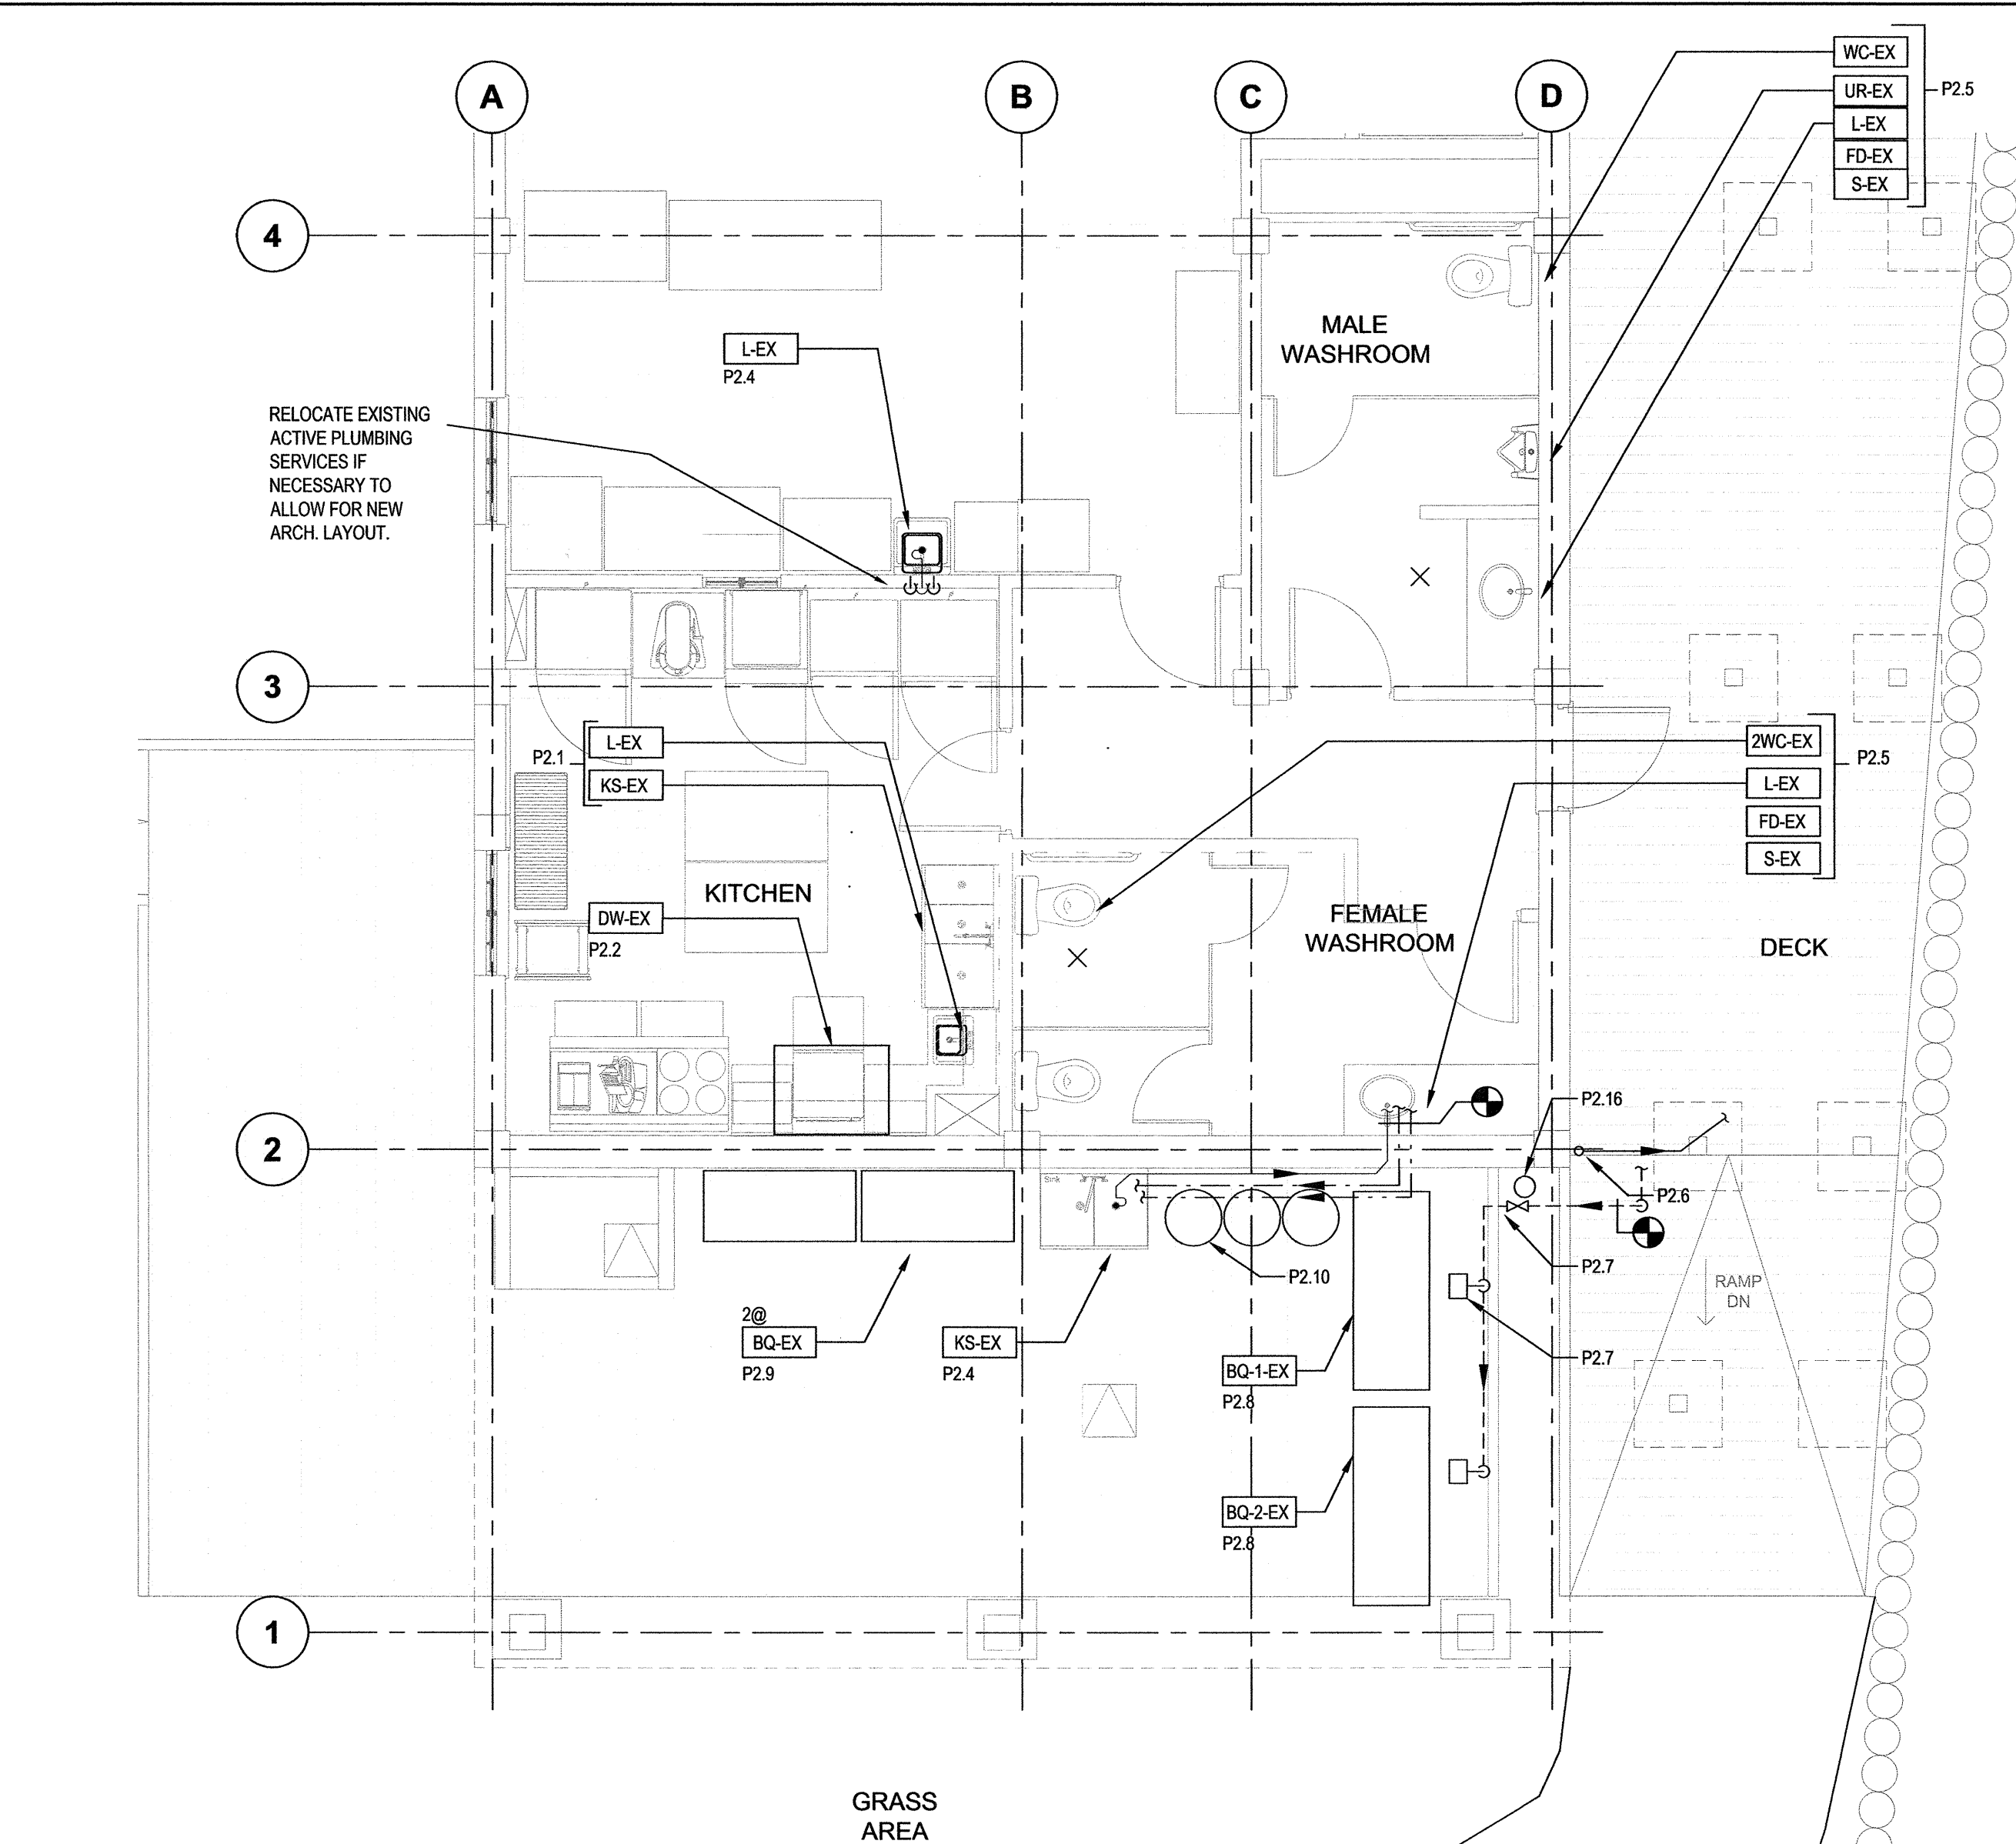 A
B
C
D
WC-EX
UR-EX
P2.5
L-EX
FD-EX
S-EX
4
MALE
WASHROOM
L-EX
P2.4
RELOCATE EXISTING
ACTIVE PLUMBING
SERVICES IF
NECESSARY TO
ALLOW FOR NEW
ARCH. LAYOUT.
3
L-EX
P2.1
KS-EX
2WC-EX
P2.5
L-EX
FD-EX
S-EX
KITCHEN
DW-EX
P2.2
FEMALE
WASHROOM
DECK
2
P2.16
Sink
P2.6
P2.7
P2.10
RAMP
DN
2@
BQ-EX
P2.9
KS-EX
P2.4
BQ-1-EX
P2.8
P2.7
BQ-2-EX
P2.8
1
GRASS
AREA